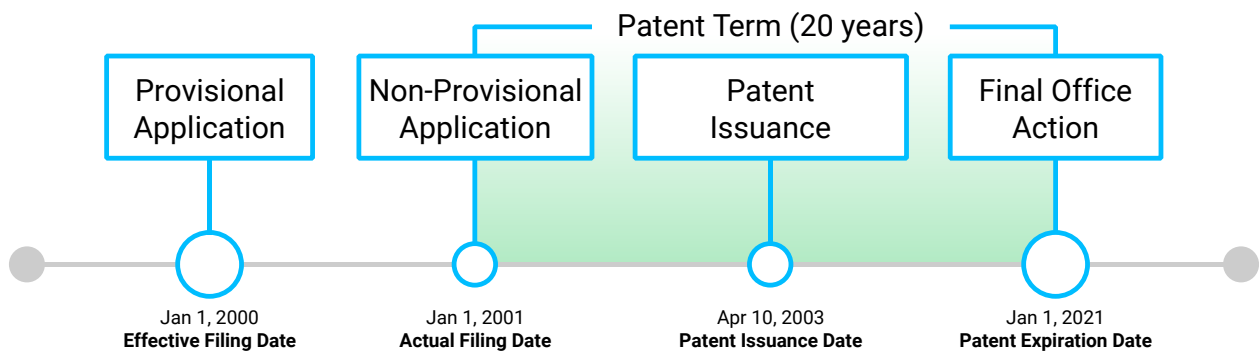 Patent Term (20 years)
Provisional
Application
Non-Provisional
Application
Patent
Issuance
Final Office
Action
Jan 1, 2000
Effective Filing Date
Jan 1, 2001
Actual Filing Date
Apr 10, 2003
Patent Issuance Date
Jan 1, 2021
Patent Expiration Date